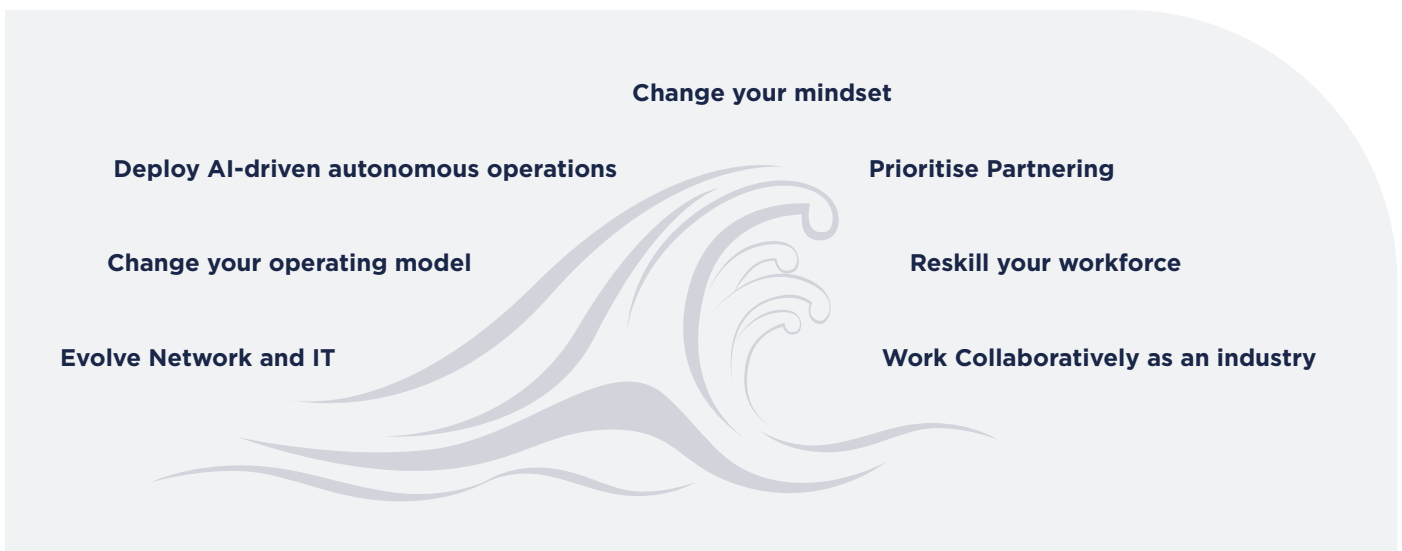 Change your mindset
Deploy AI-driven autonomous operations
Prioritise Partnering
Change your operating model
Reskill your workforce
Evolve Network and IT
Work Collaboratively as an industry